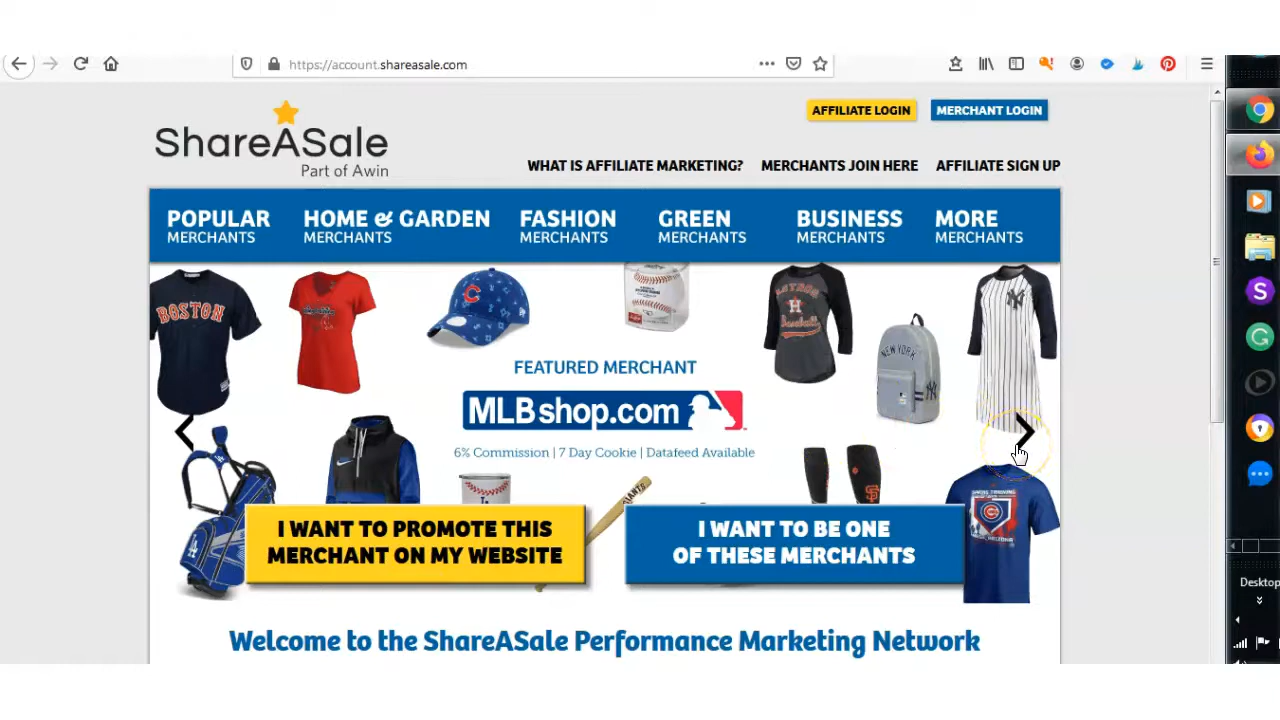 https://account.shareasale.com
AFFILIATE LOGIN
MERCHANT LOGIN
ShareASale
Part of Awin
WHAT IS AFFILIATE MARKETING?
MERCHANTS JOIN HERE
AFFILIATE SIGN UP
POPULAR
MERCHANTS
HOME & GARDEN
MERCHANTS
FASHION
MERCHANTS
GREEN
MERCHANTS
BUSINESS
MERCHANTS
MORE
MERCHANTS
BOSTON
NEW YORK
FEATURED MERCHANT
MLBshop.com
6% Commission | 7 Day Cookie | Datafeed Available
I WANT TO PROMOTE THIS
MERCHANT ON MY WEBSITE
I WANT TO BE ONE
OF THESE MERCHANTS
Welcome to the ShareASale Performance Marketing Network
Desktop